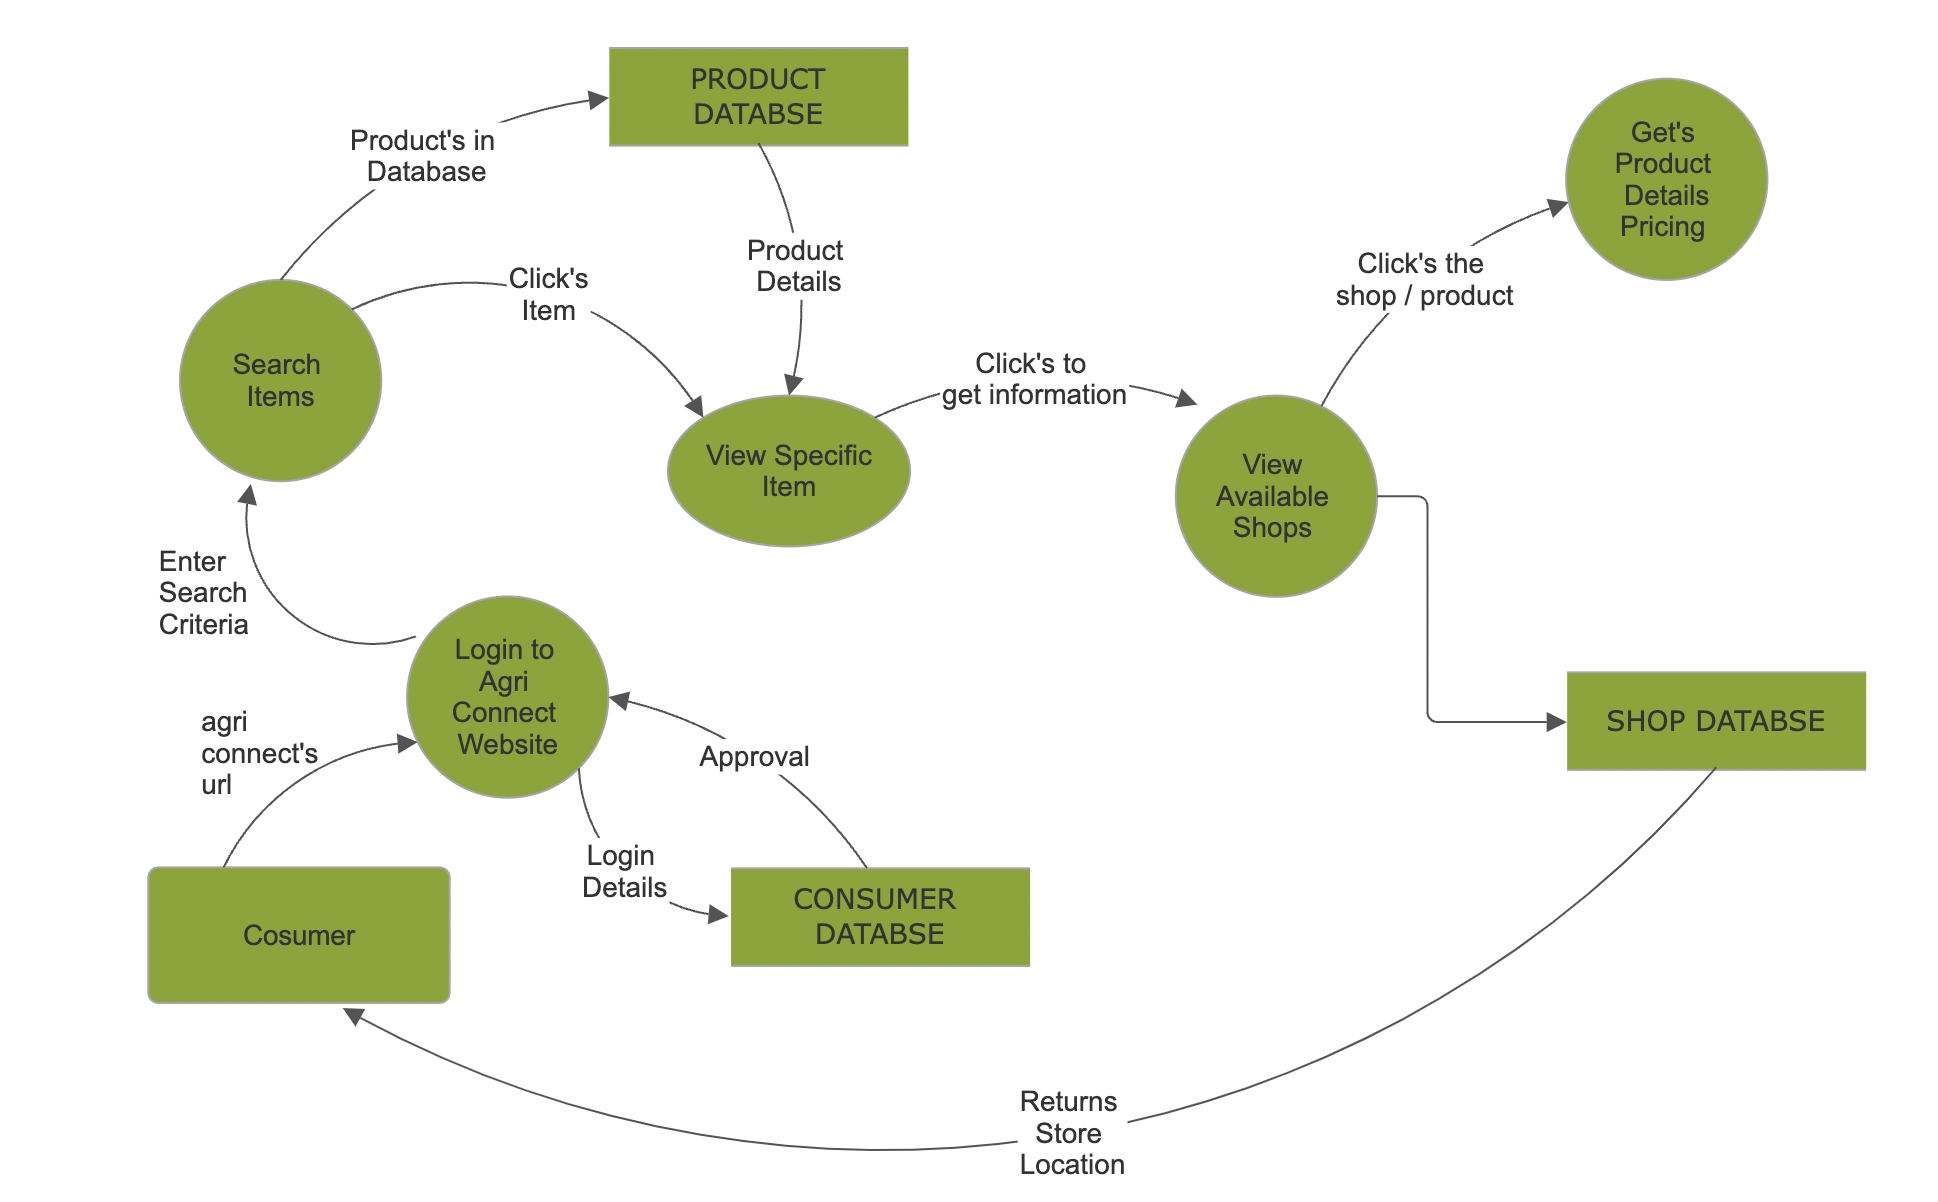 PRODUCT
DATABSE
Get's
Product
Details
Pricing
Product's in
Database
Product
Details
Click's
Item
Click's the
shop / product
Search
Items
Click's to
get information
View Specific
Item
View
Available
Shops
Enter
Search
Criteria
Login to
Agri
Connect
Website
agri
connect's
url
Approval
SHOP DATABSE
Login
Details
CONSUMER
DATABSE
Cosumer
Returns
Store
Location